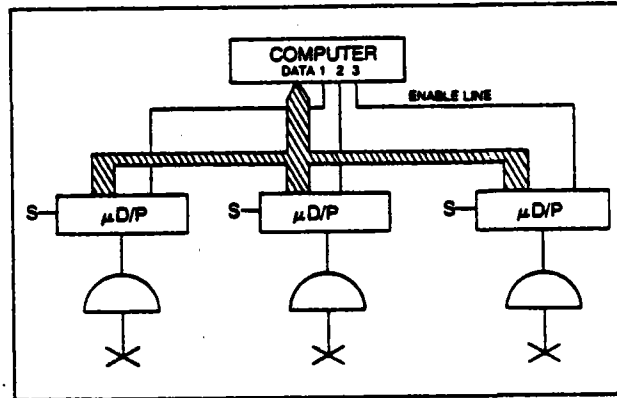 COMPUTER
DATA 1 2 3
ENABLE LINE
S
μD/P
S
μD/P
S
μD/P